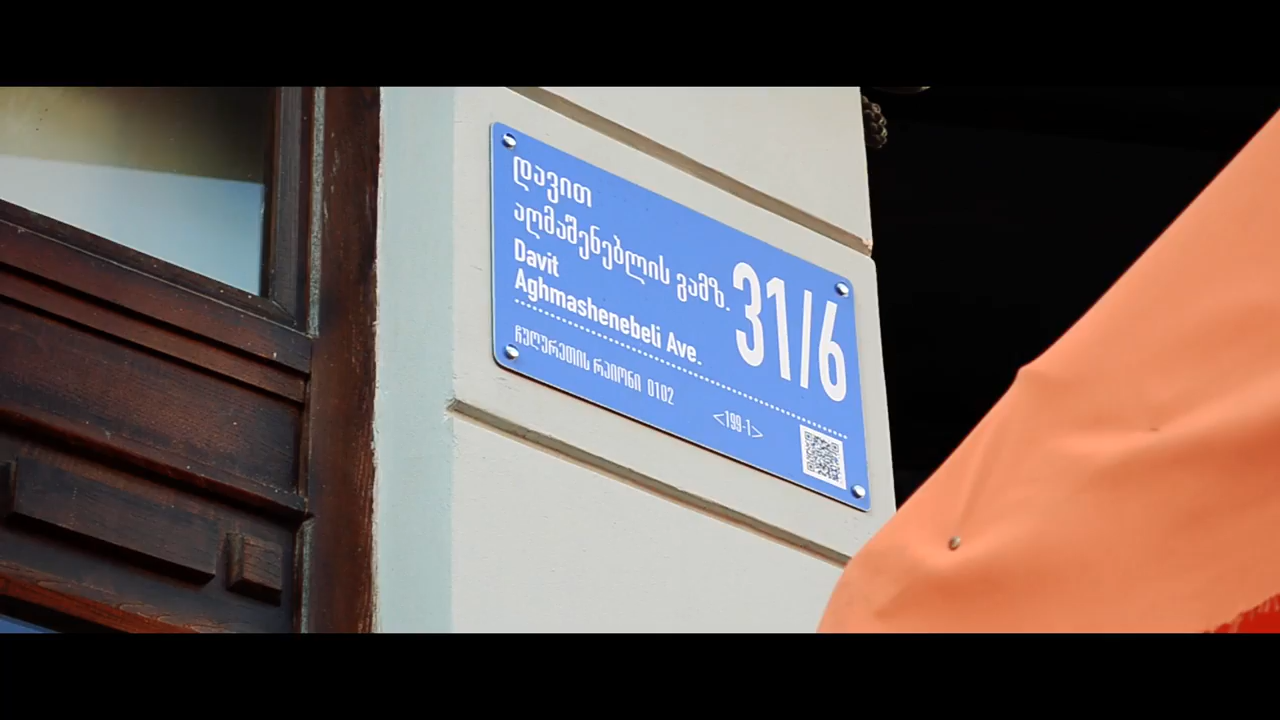 დავით
აღმაშენებლის გამზ.
Davit
Aghmashenebeli Ave.
31/6
ჩუღურეთის რაიონი 0102
<199-1>